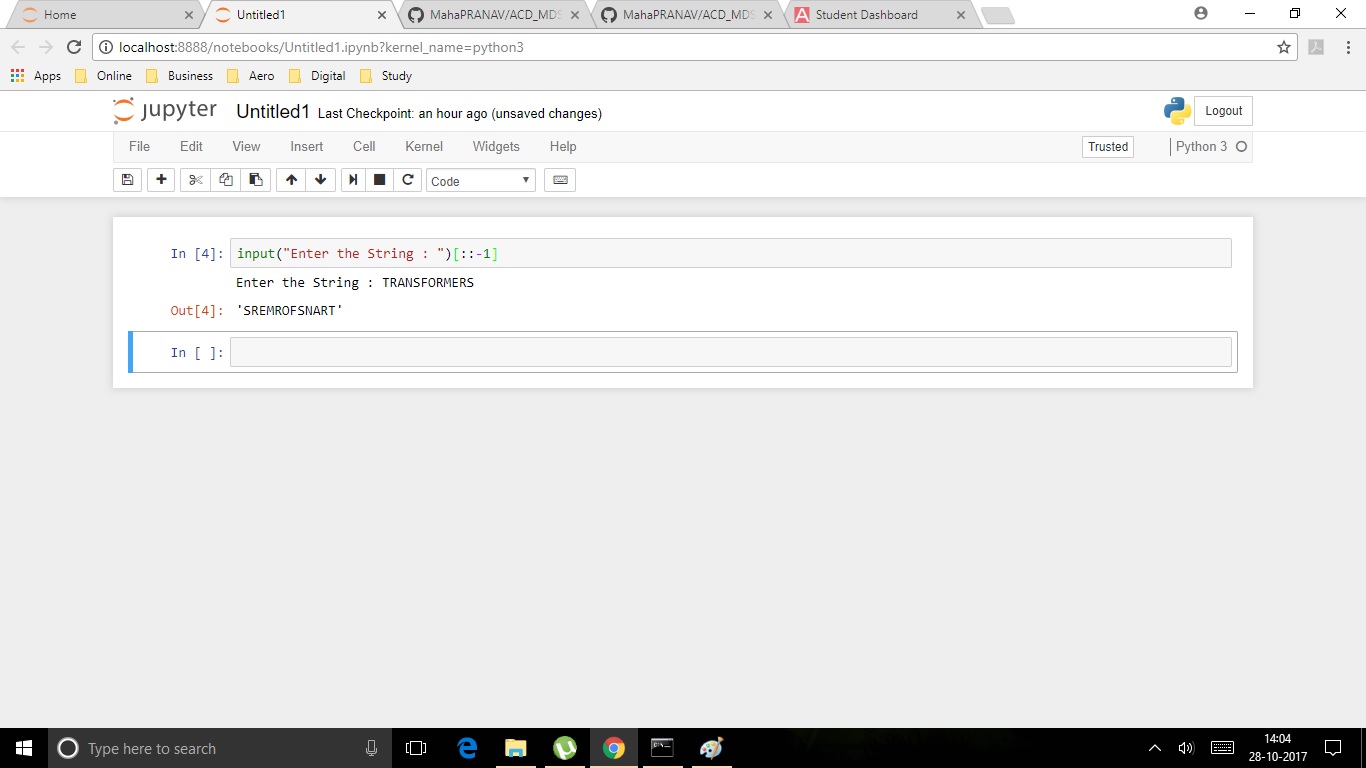 Home
Untitled1
MahaPRANAV/ACD_MDS
MahaPRANAV/ACD_MDS
Student Dashboard
localhost:8888/notebooks/Untitled1.ipynb?kernel_name=python3
Apps Online Business Aero Digital Study
jupyter Untitled1 Last Checkpoint: an hour ago (unsaved changes) Logout
File Edit View Insert Cell Kernel Widgets Help Trusted Python 3
Code
In [4]: input("Enter the String : ")[::-1]
Enter the String : TRANSFORMERS
Out[4]: 'SREMROFSNART'
In [ ]:
Type here to search
14:04
28-10-2017